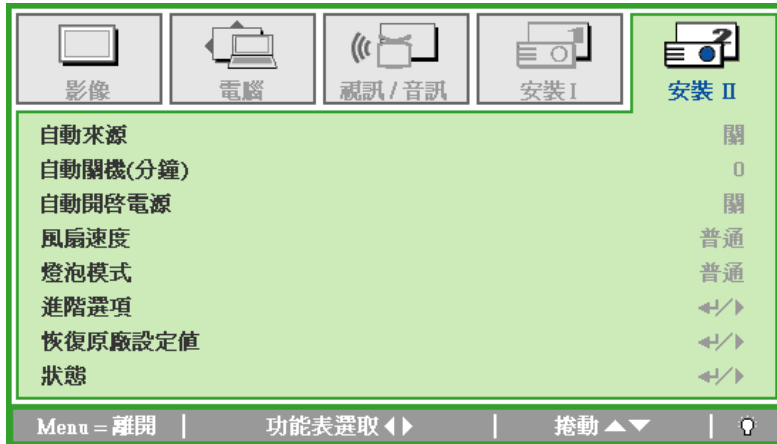 影像 電腦 視訊 / 音訊 安裝 I 安裝 II
自動來源 關
自動關機(分鐘) 0
自動開啓電源 關
風扇速度 普通
燈泡模式 普通
進階選項 /
恢復原廠設定值 /
狀態 /
Menu = 離開 功能表選取 捲動